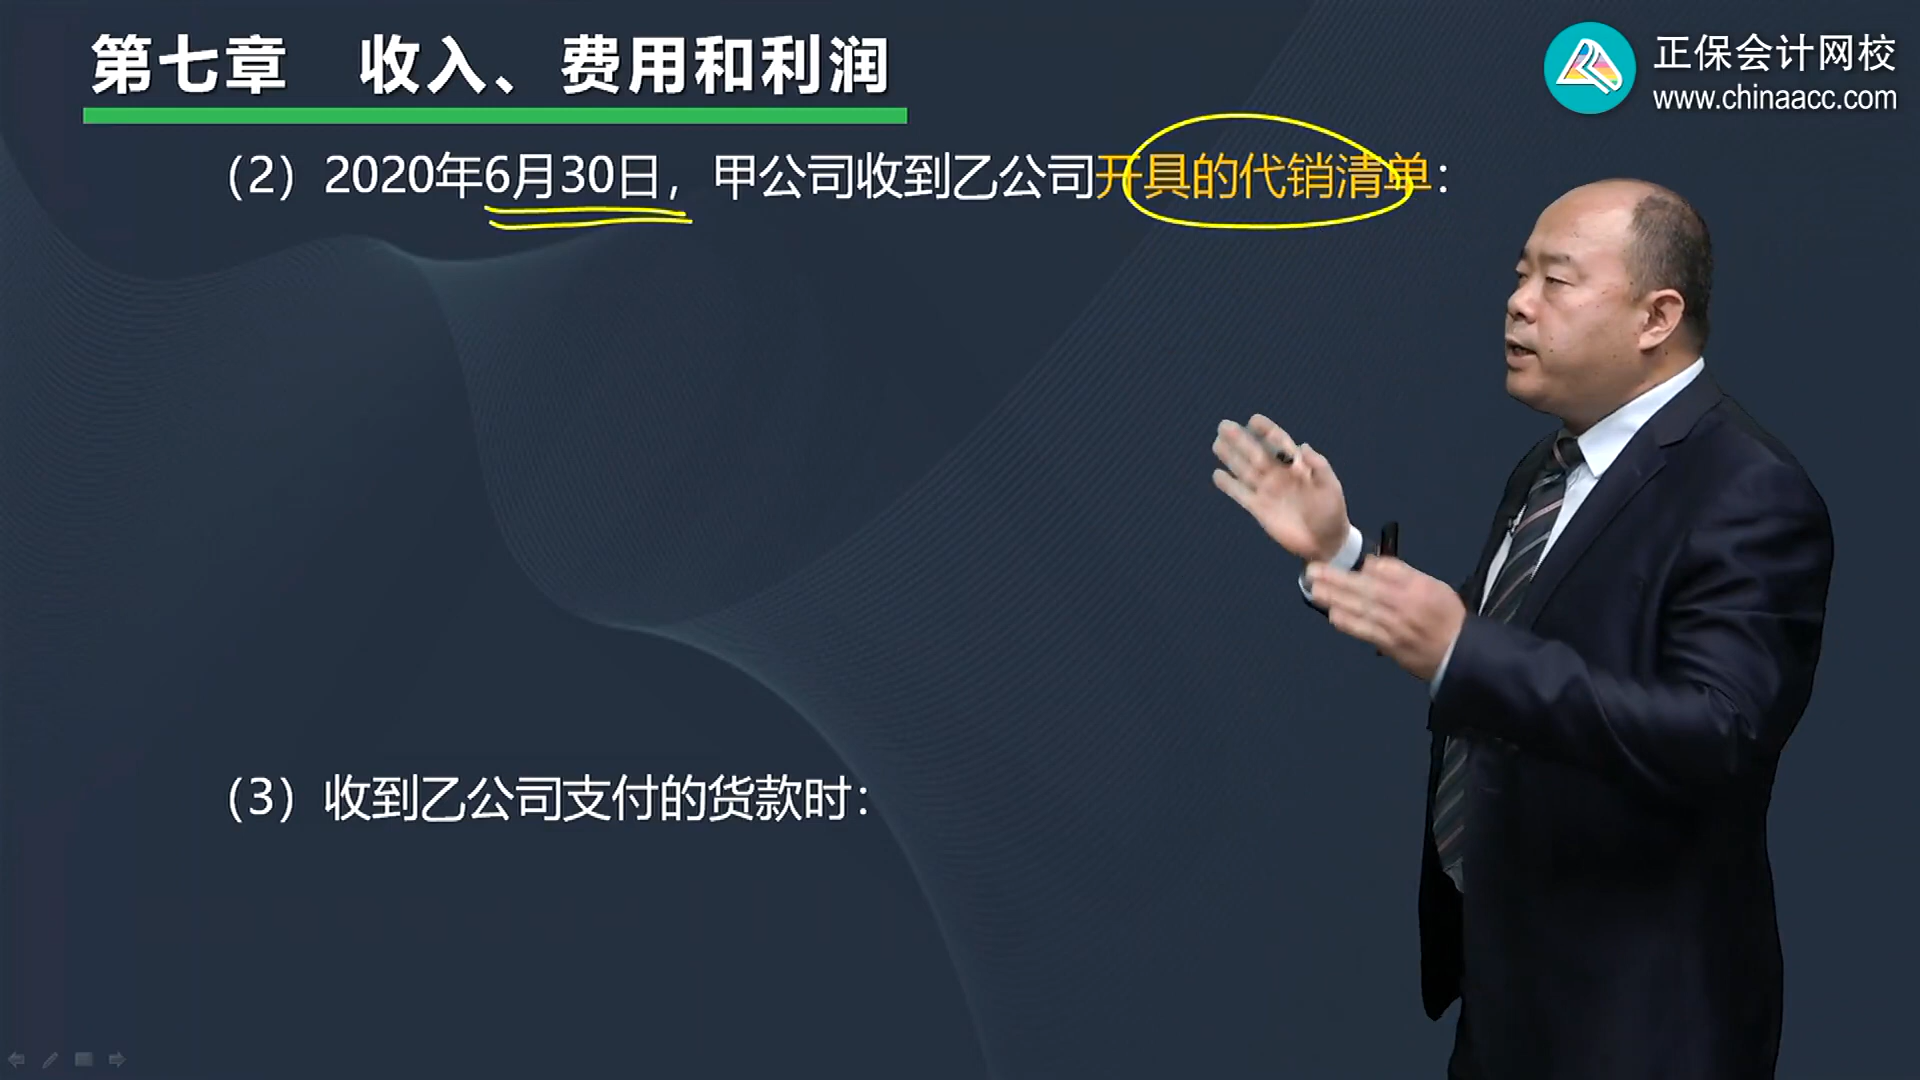 第七章 收入、费用和利润
正保会计网校
www.chinaacc.com
（2）2020年6月30日，甲公司收到乙公司开具的代销清单：
（3）收到乙公司支付的货款时：